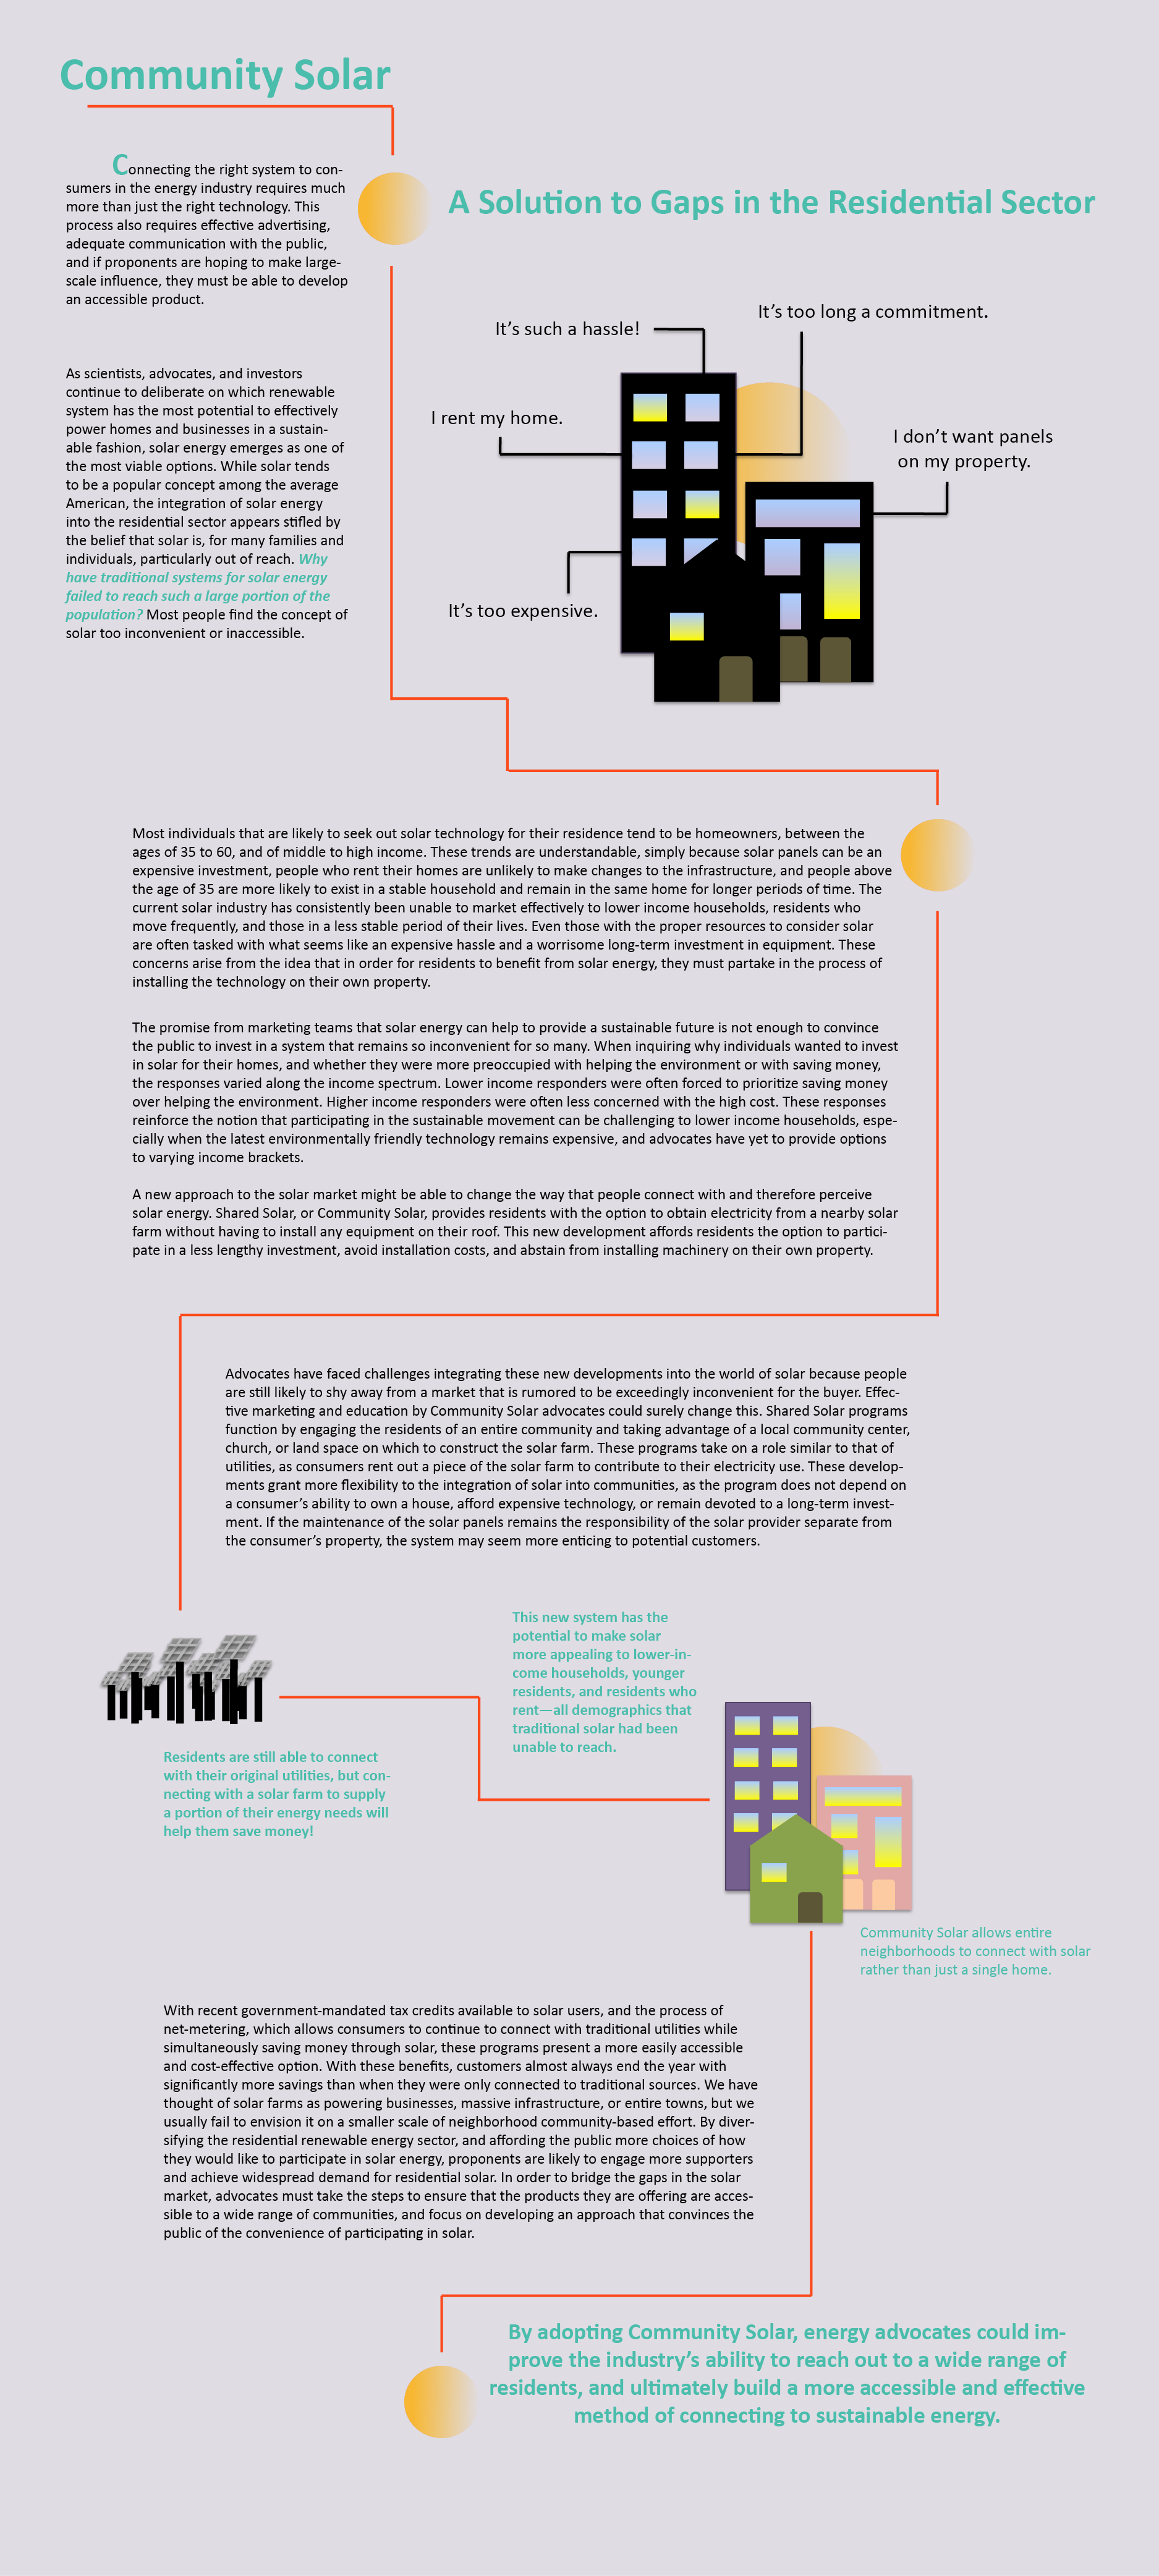 Community Solar
Connecting the right system to con-
sumers in the energy industry requires much
more than just the right technology. This
process also requires effective advertising,
adequate communication with the public,
and if proponents are hoping to make large-
scale influence, they must be able to develop
an accessible product.
A Solution to Gaps in the Residential Sector
As scientists, advocates, and investors
continue to deliberate on which renewable
system has the most potential to effectively
power homes and businesses in a sustain-
able fashion, solar energy emerges as one of
the most viable options. While solar tends
to be a popular concept among the average
American, the integration of solar energy
into the residential sector appears stifled by
the belief that solar is, for many families and
individuals, particularly out of reach. Why
have traditional systems for solar energy
failed to reach such a large portion of the
population? Most people find the concept of
solar too inconvenient or inaccessible.
It's such a hassle!
It's too long a commitment.
I rent my home.
I don't want panels
on my property.
It's too expensive.
Most individuals that are likely to seek out solar technology for their residence tend to be homeowners, between the
ages of 35 to 60, and of middle to high income. These trends are understandable, simply because solar panels can be an
expensive investment, people who rent their homes are unlikely to make changes to the infrastructure, and people above
the age of 35 are more likely to exist in a stable household and remain in the same home for longer periods of time. The
current solar industry has consistently been unable to market effectively to lower income households, residents who
move frequently, and those in a less stable period of their lives. Even those with the proper resources to consider solar
are often tasked with what seems like an expensive hassle and a worrisome long-term investment in equipment. These
concerns arise from the idea that in order for residents to benefit from solar energy, they must partake in the process of
installing the technology on their own property.
The promise from marketing teams that solar energy can help to provide a sustainable future is not enough to convince
the public to invest in a system that remains so inconvenient for so many. When inquiring why individuals wanted to invest
in solar for their homes, and whether they were more preoccupied with helping the environment or with saving money,
the responses varied along the income spectrum. Lower income responders were often forced to prioritize saving money
over helping the environment. Higher income responders were often less concerned with the high cost. These responses
reinforce the notion that participating in the sustainable movement can be challenging to lower income households, espe-
cially when the latest environmentally friendly technology remains expensive, and advocates have yet to provide options
to varying income brackets.
A new approach to the solar market might be able to change the way that people connect with and therefore perceive
solar energy. Shared Solar, or Community Solar, provides residents with the option to obtain electricity from a nearby solar
farm without having to install any equipment on their roof. This new development affords residents the option to partici-
pate in a less lengthy investment, avoid installation costs, and abstain from installing machinery on their own property.
Advocates have faced challenges integrating these new developments into the world of solar because people
are still likely to shy away from a market that is rumored to be exceedingly inconvenient for the buyer. Effec-
tive marketing and education by Community Solar advocates could surely change this. Shared Solar programs
function by engaging the residents of an entire community and taking advantage of a local community center,
church, or land space on which to construct the solar farm. These programs take on a role similar to that of
utilities, as consumers rent out a piece of the solar farm to contribute to their electricity use. These develop-
ments grant more flexibility to the integration of solar into communities, as the program does not depend on
a consumer's ability to own a house, afford expensive technology, or remain devoted to a long-term invest-
ment. If the maintenance of the solar panels remains the responsibility of the solar provider separate from
the consumer's property, the system may seem more enticing to potential customers.
This new system has the
potential to make solar
more appealing to lower-in-
come households, younger
residents, and residents who
rent—all demographics that
traditional solar had been
unable to reach.
Residents are still able to connect
with their original utilities, but con-
necting with a solar farm to supply
a portion of their energy needs will
help them save money!
Community Solar allows entire
neighborhoods to connect with solar
rather than just a single home.
With recent government-mandated tax credits available to solar users, and the process of
net-metering, which allows consumers to continue to connect with traditional utilities while
simultaneously saving money through solar, these programs present a more easily accessible
and cost-effective option. With these benefits, customers almost always end the year with
significantly more savings than when they were only connected to traditional sources. We have
thought of solar farms as powering businesses, massive infrastructure, or entire towns, but we
usually fail to envision it on a smaller scale of neighborhood community-based effort. By diver-
sifying the residential renewable energy sector, and affording the public more choices of how
they would like to participate in solar energy, proponents are likely to engage more supporters
and achieve widespread demand for residential solar. In order to bridge the gaps in the solar
market, advocates must take the steps to ensure that the products they are offering are acces-
sible to a wide range of communities, and focus on developing an approach that convinces the
public of the convenience of participating in solar.
By adopting Community Solar, energy advocates could im-
prove the industry's ability to reach out to a wide range of
residents, and ultimately build a more accessible and effective
method of connecting to sustainable energy.